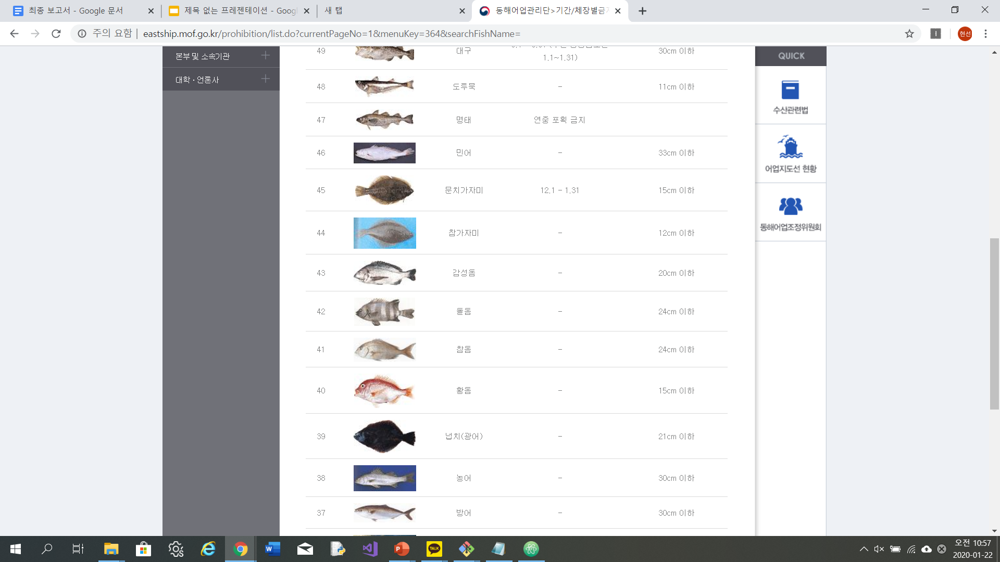 최종 보고서 - Google 문서
제목 없는 프레젠테이션 - Goog
새 탭
동해어업관리단>기간/체장별금
주의 요함
eastship.mof.go.kr/prohibition/list.do?currentPageNo=1&menuKey=364&searchFishName=
현선
본부 및 소속기관
대학·언론사
49 대구 30cm 이하
1.1~1.31)
48 도루묵 - 11cm 이하
47 명태 연중 포획 금지
46 민어 - 33cm 이하
45 문치가자미 12.1 - 1.31 15cm 이하
44 참가자미 - 12cm 이하
43 감성돔 - 20cm 이하
42 돌돔 - 24cm 이하
41 참돔 - 24cm 이하
40 황돔 - 15cm 이하
39 넙치(광어) - 21cm 이하
38 농어 - 30cm 이하
37 방어 - 30cm 이하
QUICK
수산관련법
어업지도선 현황
동해어업조정위원회
TALK
오전 10:57
2020-01-22